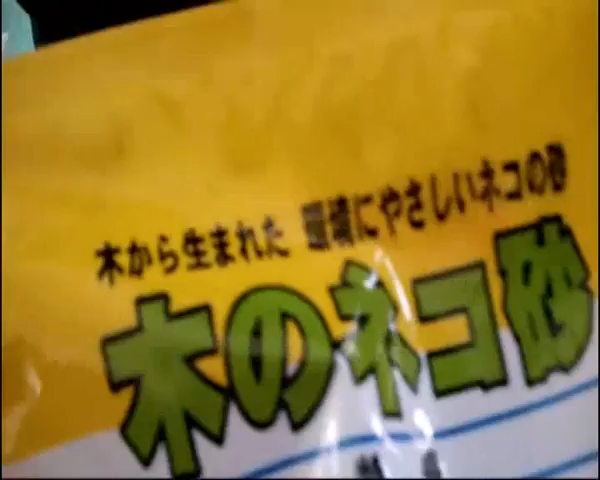 木から生まれた 環境にやさしいネコの砂
木のネコ砂